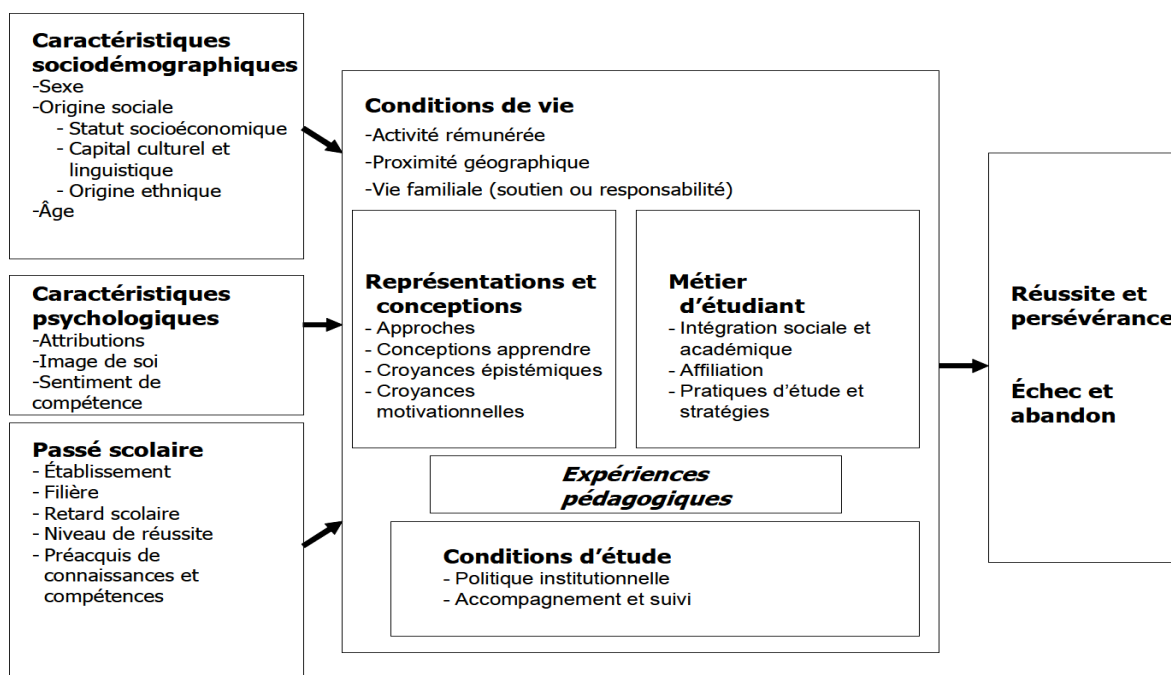 Caractéristiques
sociodémographiques
-Sexe
-Origine sociale
- Statut socioéconomique
- Capital culturel et
linguistique
- Origine ethnique
-Âge
Caractéristiques
psychologiques
-Attributions
-Image de soi
-Sentiment de
compétence
Passé scolaire
- Établissement
- Filière
- Retard scolaire
- Niveau de réussite
- Préacquis de
connaissances et
compétences
Conditions de vie
-Activité rémunérée
-Proximité géographique
-Vie familiale (soutien ou responsabilité)
Représentations et
conceptions
- Approches
- Conceptions apprendre
- Croyances épistémiques
- Croyances
motivationnelles
Métier
d’étudiant
- Intégration sociale et
académique
- Affiliation
- Pratiques d’étude et
stratégies
Expériences
pédagogiques
Conditions d’étude
- Politique institutionnelle
- Accompagnement et suivi
Réussite et
persévérance
Échec et
abandon